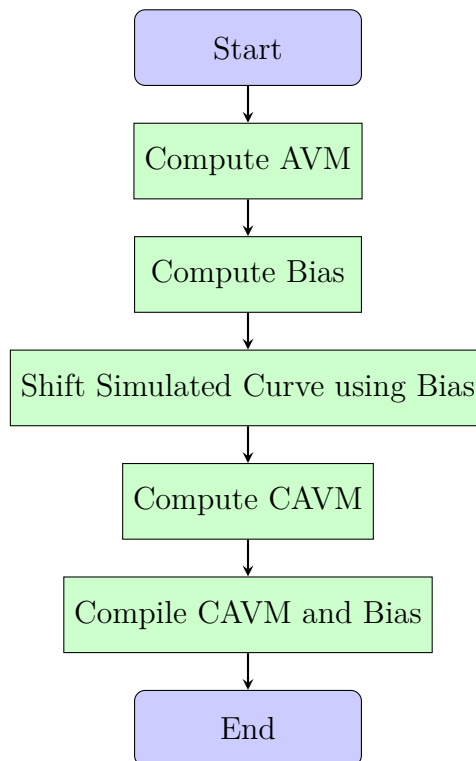 Start
Compute AVM
Compute Bias
Shift Simulated Curve using Bias
Compute CAVM
Compile CAVM and Bias
End